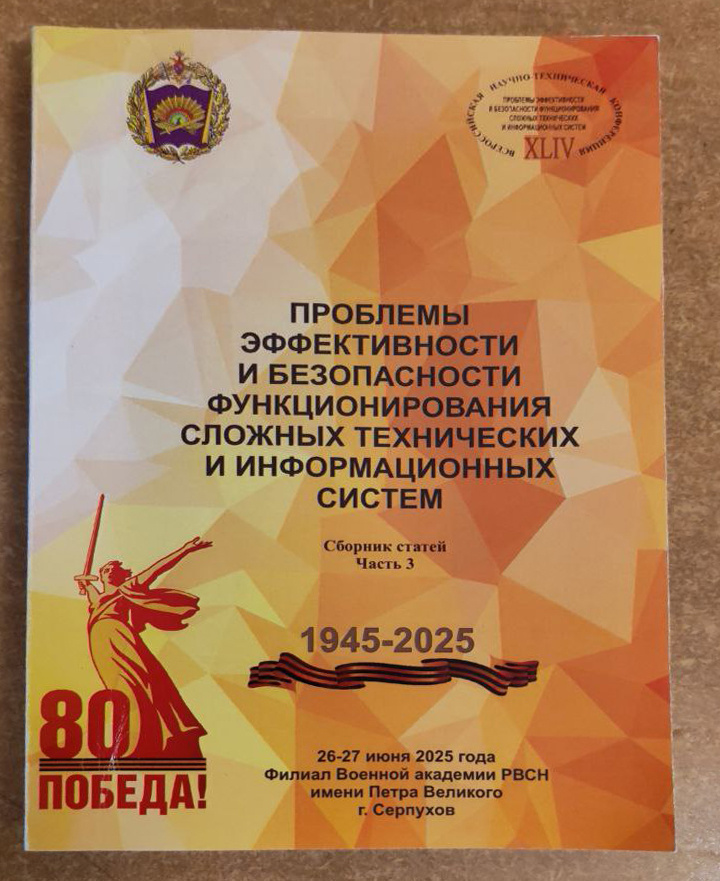 ВСЕРОССИЙСКАЯ НАУЧНО-ТЕХНИЧЕСКАЯ КОНФЕРЕНЦИЯ
ПРОБЛЕМЫ ЭФФЕКТИВНОСТИ
И БЕЗОПАСНОСТИ ФУНКЦИОНИРОВАНИЯ
СЛОЖНЫХ ТЕХНИЧЕСКИХ
И ИНФОРМАЦИОННЫХ СИСТЕМ
XLIV
ПРОБЛЕМЫ
ЭФФЕКТИВНОСТИ
И БЕЗОПАСНОСТИ
ФУНКЦИОНИРОВАНИЯ
СЛОЖНЫХ ТЕХНИЧЕСКИХ
И ИНФОРМАЦИОННЫХ
СИСТЕМ
Сборник статей
Часть 3
1945-2025
80
ПОБЕДА!
26-27 июня 2025 года
Филиал Военной академии РВСН
имени Петра Великого
г. Серпухов